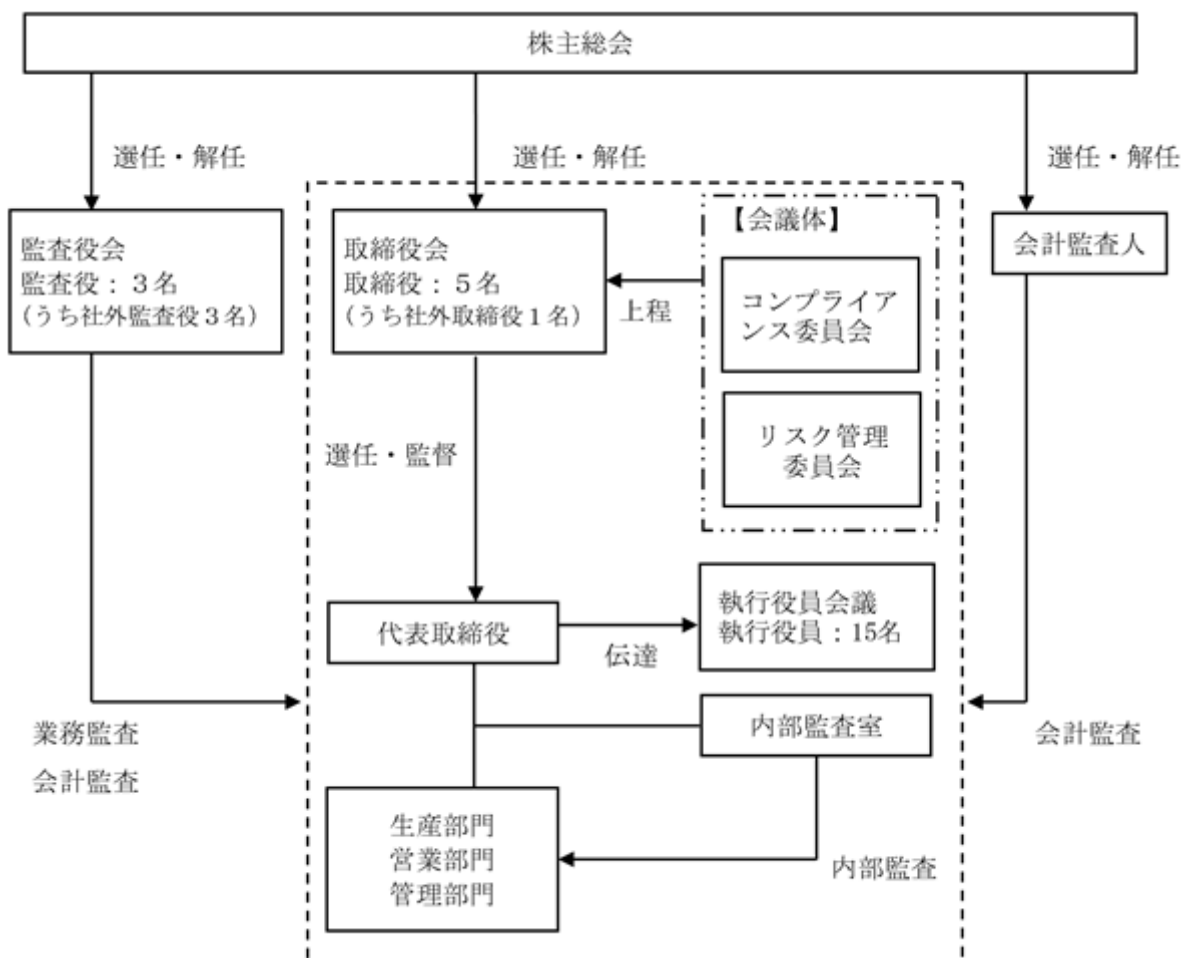 株主総会
選任・解任
選任・解任
選任・解任
監査役会
監査役：３名
(うち社外監査役３名)
取締役会
取締役：５名
(うち社外取締役１名)
上程
【会議体】
コンプライア
ンス委員会
リスク管理
委員会
会計監査人
選任・監督
代表取締役
伝達
執行役員会議
執行役員：15名
業務監査
会計監査
内部監査室
会計監査
生産部門
営業部門
管理部門
内部監査